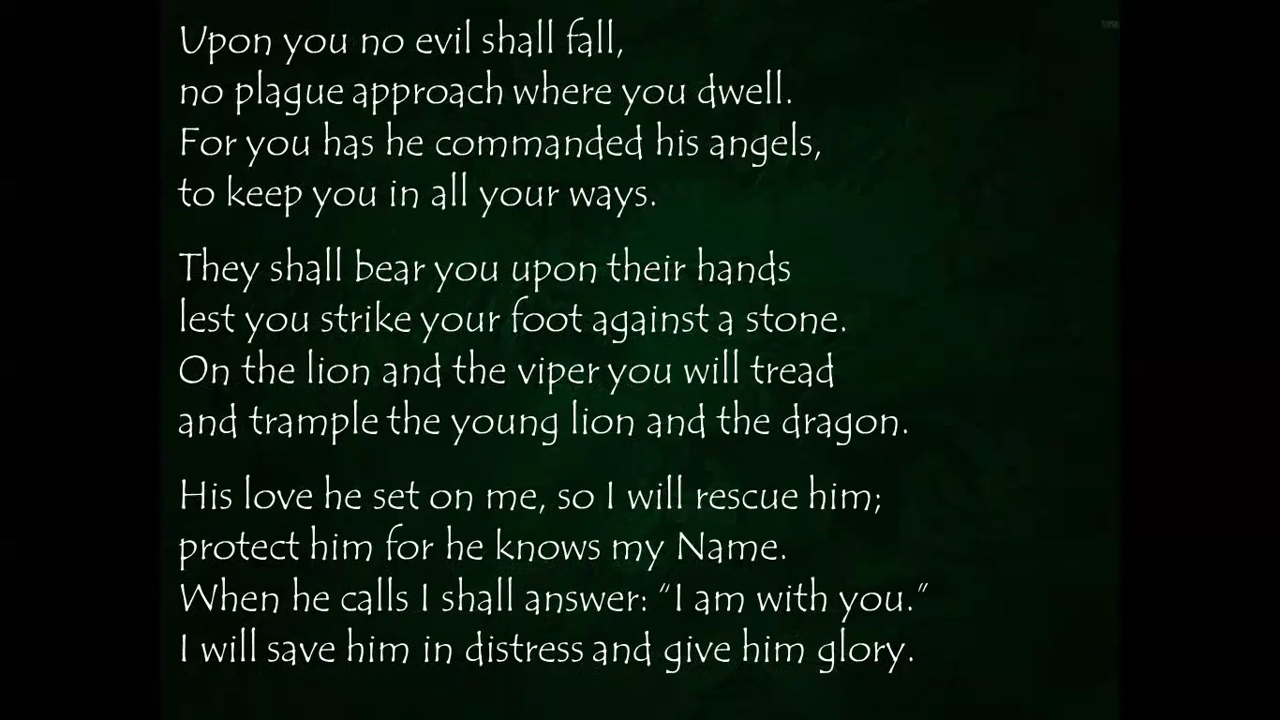 Upon you no evil shall fall,
no plague approach where you dwell.
For you has he commanded his angels,
to keep you in all your ways.
They shall bear you upon their hands
lest you strike your foot against a stone.
On the lion and the viper you will tread
and trample the young lion and the dragon.
His love he set on me, so I will rescue him;
protect him for he knows my Name.
When he calls I shall answer: “I am with you.”
I will save him in distress and give him glory.